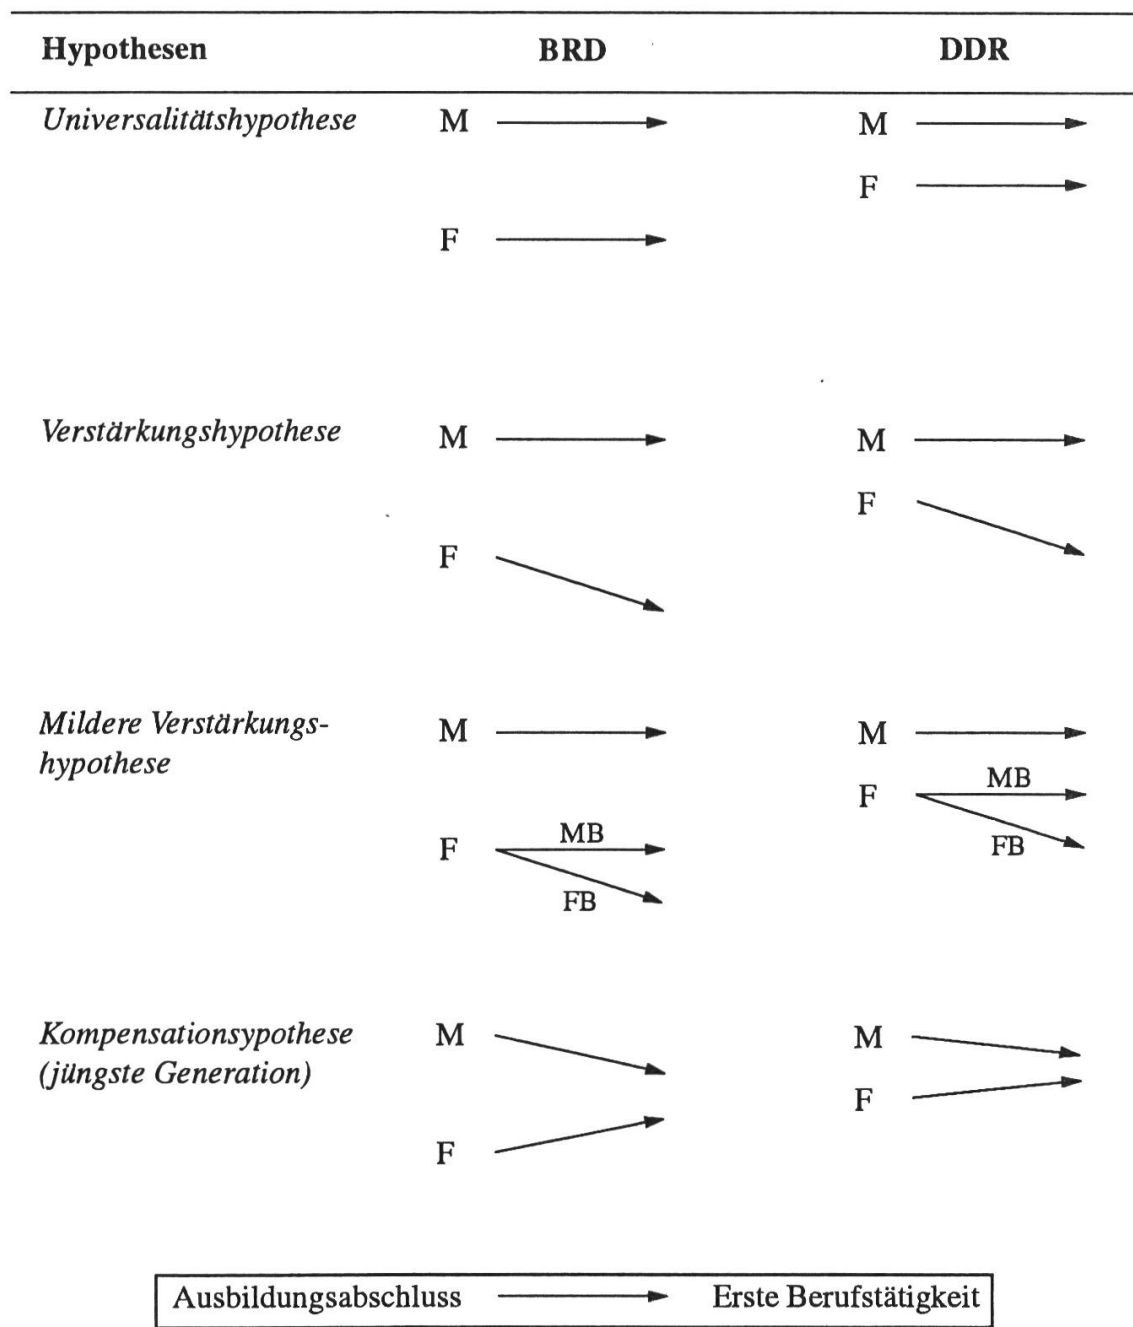 Hypothesen BRD DDR
Universalitätshypothese M M
F
F
Verstärkungshypothese M M
F
F
Mildere Verstärkungs- M M
hypothese
F MB
FB
F MB
FB
Kompensationsypothese M M
(jüngste Generation)
F
F
Ausbildungsabschluss Erste Berufstätigkeit